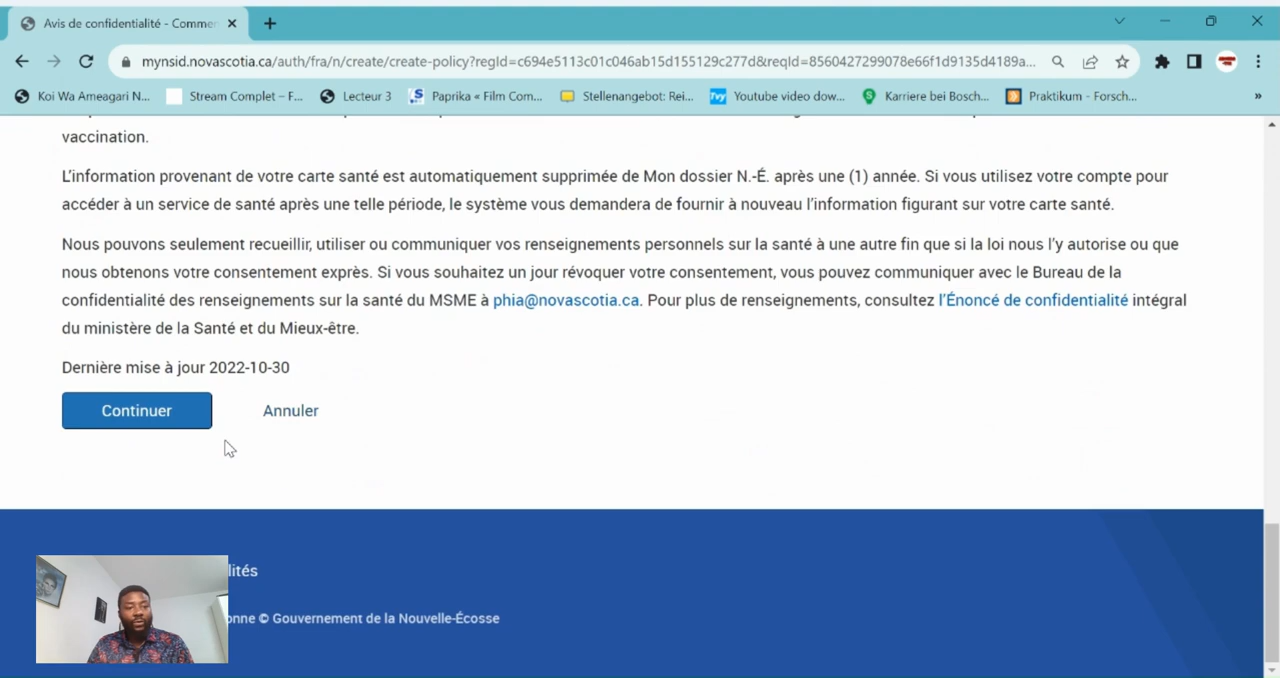 Avis de confidentialité - Comme
mynsid.novascotia.ca/auth/fra/n/create/create-policy?regId=c694e5113c01c046ab15d155129c277d&reqId=8560427299078e66f1d9135d4189a...
Koi Wa Ameagari N... Stream Complet – F... Lecteur 3 Paprika « Film Com... Stellenangebot: Rei... Youtube video dow... Karriere bei Bosch... Praktikum - Forsch... »
vaccination.
L'information provenant de votre carte santé est automatiquement supprimée de Mon dossier N.-É. après une (1) année. Si vous utilisez votre compte pour
accéder à un service de santé après une telle période, le système vous demandera de fournir à nouveau l'information figurant sur votre carte santé.
Nous pouvons seulement recueillir, utiliser ou communiquer vos renseignements personnels sur la santé à une autre fin que si la loi nous l'y autorise ou que
nous obtenons votre consentement exprès. Si vous souhaitez un jour révoquer votre consentement, vous pouvez communiquer avec le Bureau de la
confidentialité des renseignements sur la santé du MSME à phia@novascotia.ca. Pour plus de renseignements, consultez l'Énoncé de confidentialité intégral
du ministère de la Santé et du Mieux-être.
Dernière mise à jour 2022-10-30
Continuer Annuler
lités
onne © Gouvernement de la Nouvelle-Écosse